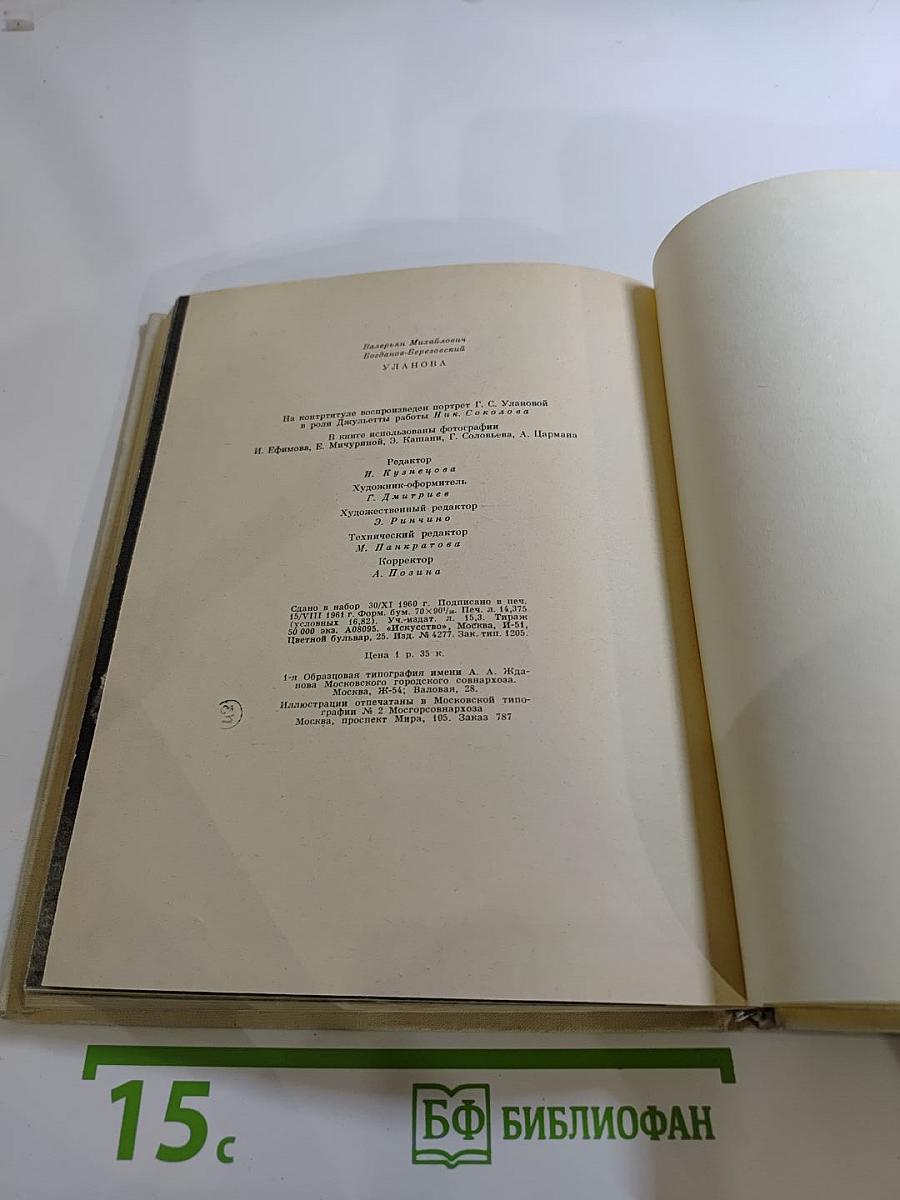 Валерьян Михайлович
Богданов-Березовский
УЛАНОВА
На контртитуле воспроизведен портрет Г. С. Улановой
в роли Джульетты работы Ник. Соколова
В книге использованы фотографии
И. Ефимова, Е. Мичуриной, Э. Кашани, Г. Соловьева, А. Цармана
Редактор
И. Кузнецова
Художник-оформитель
Г. Дмитриев
Художественный редактор
Э. Ринчино
Технический редактор
М. Панкратова
Корректор
А. Позина
Сдано в набор 30/XI 1960 г. Подписано в печ.
15/VIII 1961 г. Форм. бум. 70×90¹/₁₆. Печ. л. 14,375
(условных 16,82). Уч.-издат. л. 15,3. Тираж
50 000 экз. А08095. «Искусство», Москва, И-51,
Цветной бульвар, 25. Изд. № 4277. Зак. тип. 1205.
Цена 1 р. 35 к.
1-я Образцовая типография имени А. А. Жда-
нова Московского городского совнархоза.
Москва, Ж-54; Валовая, 28.
Иллюстрации отпечатаны в Московской типо-
графии № 2 Мосгорсовнархоза
Москва, проспект Мира, 105. Заказ 787
15 с
БФ БИБЛИОФАН